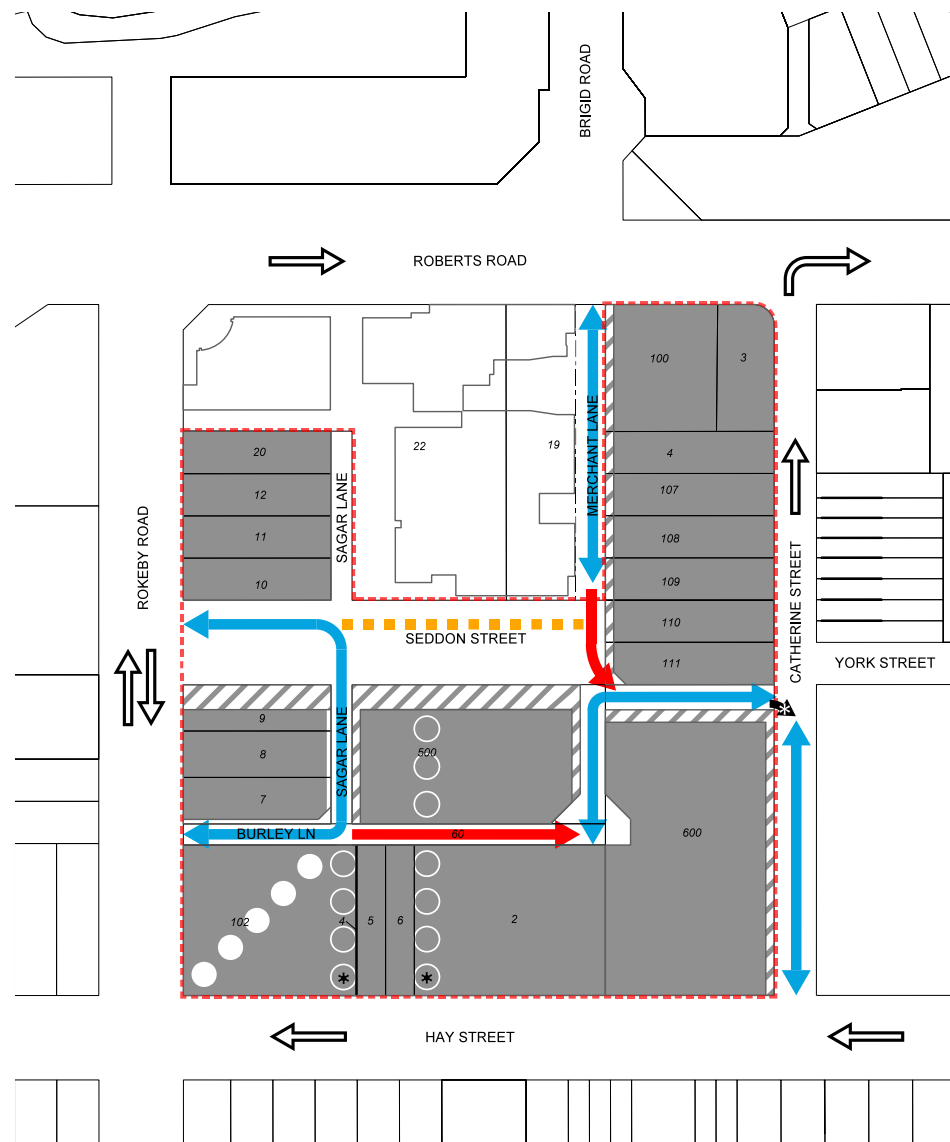 BRIGID ROAD
ROBERTS ROAD
100
3
MERCHANT LANE
22
19
20
4
12
107
SAGAR LANE
11
108
ROKEBY ROAD
CATHERINE STREET
10
109
110
SEDDON STREET
111
YORK STREET
9
8
500
SAGAR LANE
7
BURLEY LN
60
600
102
4
5
6
2
*
*
*
HAY STREET